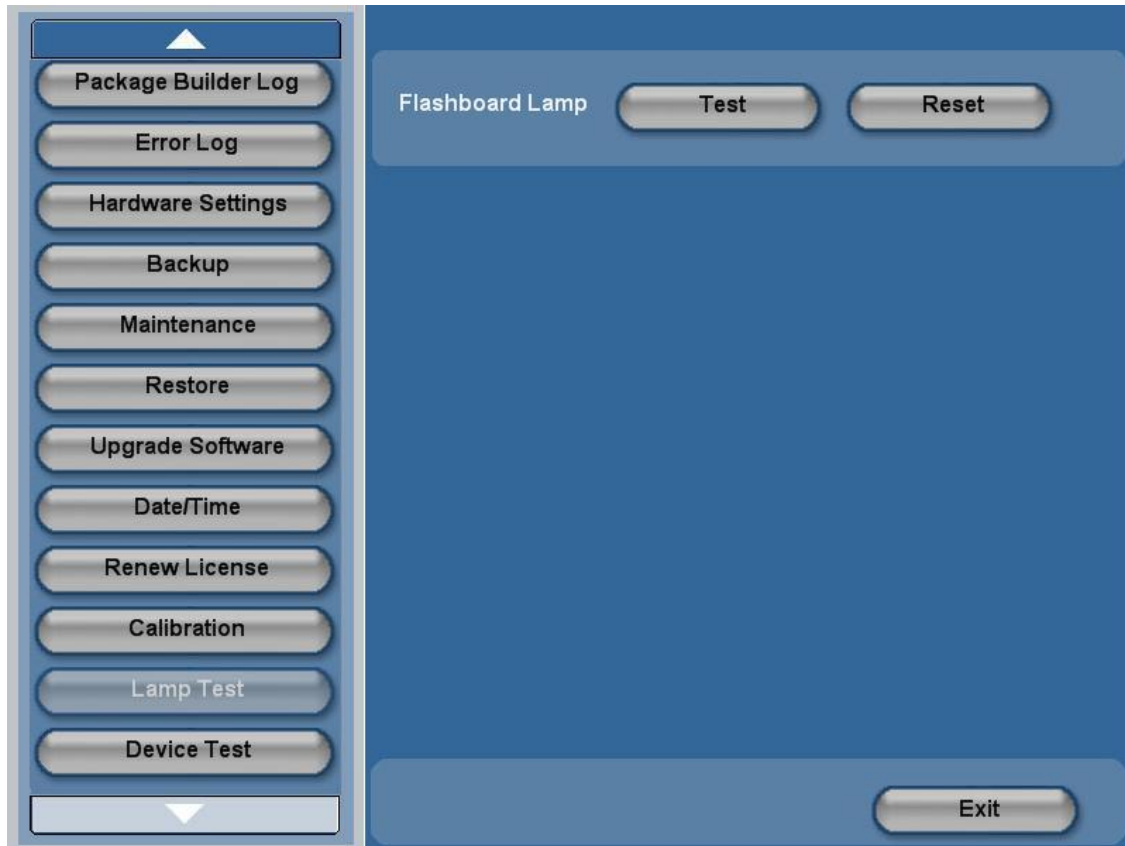 Package Builder Log
Error Log
Hardware Settings
Backup
Maintenance
Restore
Upgrade Software
Date/Time
Renew License
Calibration
Lamp Test
Device Test
Flashboard Lamp
Test
Reset
Exit